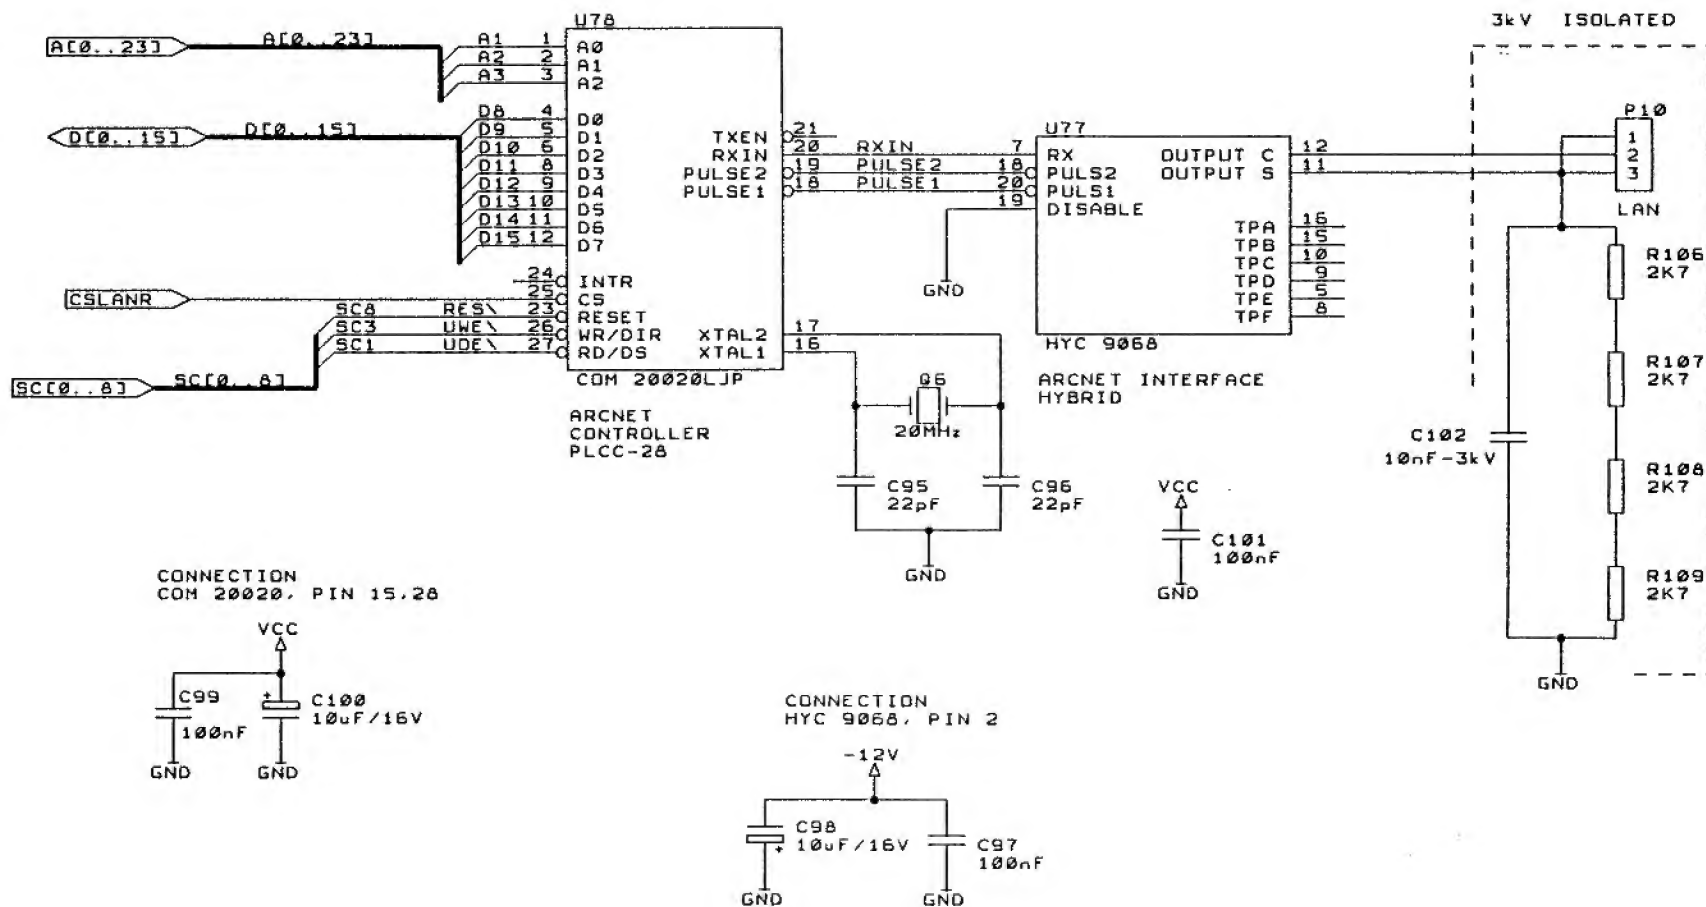 3kV ISOLATED
U78
A[0..23] A[0..23] A1 1 A0
A2 2 A1
A3 3 A2
D[0..15] D[0..15] D8 4 D0
D9 5 D1
D10 6 D2
D11 8 D3
D12 9 D4
D13 10 D5
D14 11 D6
D15 12 D7
TXEN 21
RXIN 20 RXIN 7 RX
PULSE2 19 PULSE2 18 PULS2
PULSE1 18 PULSE1 20 PULS1
19 DISABLE
GND
U77
OUTPUT C 12
OUTPUT S 11
TPA 16
TPB 15
TPC 10
TPD 9
TPE 5
TPF 8
HYC 9068
ARCNET INTERFACE
HYBRID
P10
1
2
3
LAN
24 INTR
CSLANR 25 CS
SC8 RES\ 23 RESET
SC3 UWE\ 26 WR/DIR
SC1 UDE\ 27 RD/DS
SC[0..8] SC[0..8]
XTAL2 17
XTAL1 16
COM 20020LJP
ARCNET
CONTROLLER
PLCC-28
Q6
20MHz
C95
22pF
C96
22pF
GND
VCC
C101
100nF
GND
R106
2K7
R107
2K7
C102
10nF-3kV
R108
2K7
R109
2K7
GND
CONNECTION
COM 20020, PIN 15,28
VCC
C99
100nF
C100
+
10uF/16V
GND
GND
CONNECTION
HYC 9068, PIN 2
-12V
C98
10uF/16V
+
C97
100nF
GND
GND